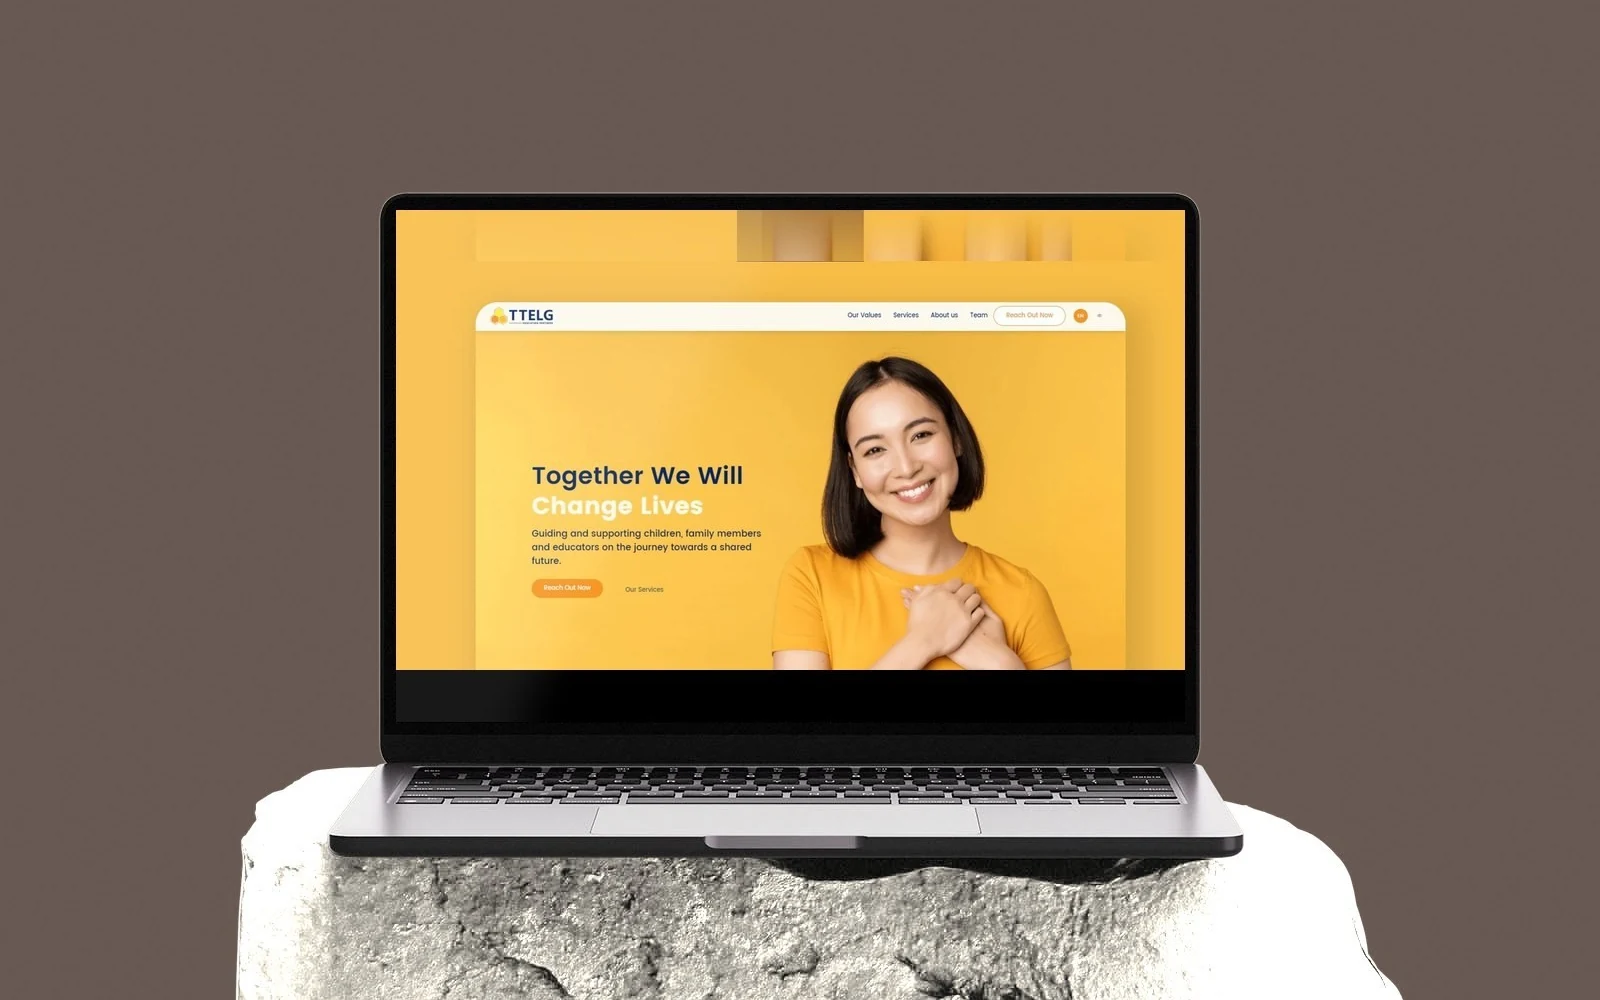 TTELG
Our Values Services About us Team Reach Out Now
Together We Will
Change Lives
Guiding and supporting children, family members
and educators on the journey towards a shared
future.
Reach Out Now Our Services